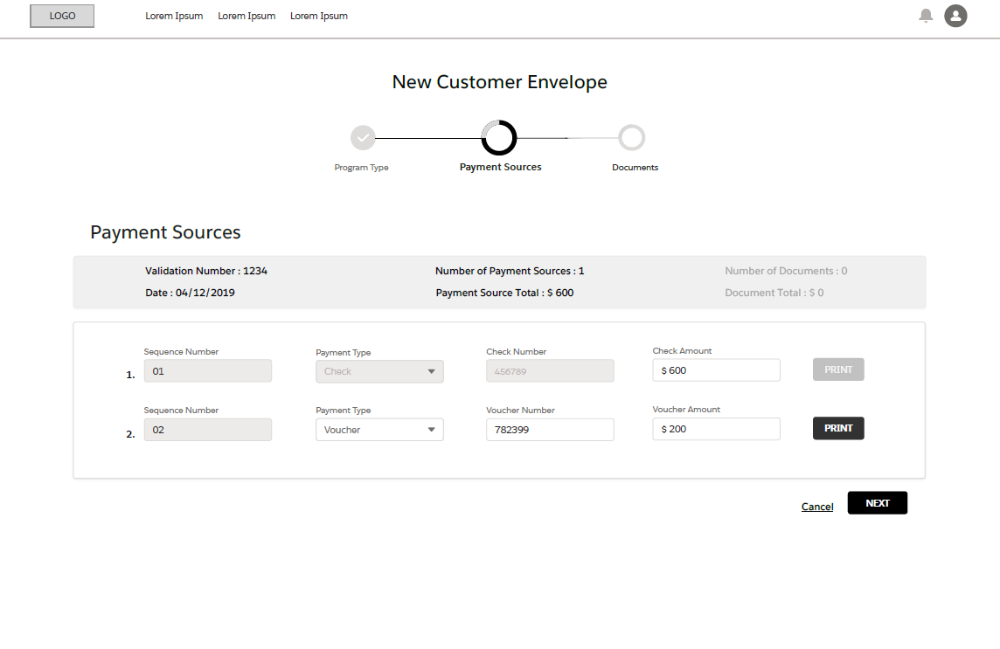 LOGO Lorem Ipsum Lorem Ipsum Lorem Ipsum
New Customer Envelope
Program Type Payment Sources Documents
Payment Sources
Validation Number : 1234 Number of Payment Sources : 1 Number of Documents : 0
Date : 04/12/2019 Payment Source Total : $ 600 Document Total : $ 0
Sequence Number Payment Type Check Number Check Amount
1. 01 Check 456789 $ 600 PRINT
Sequence Number Payment Type Voucher Number Voucher Amount
2. 02 Voucher 782399 $ 200 PRINT
Cancel NEXT